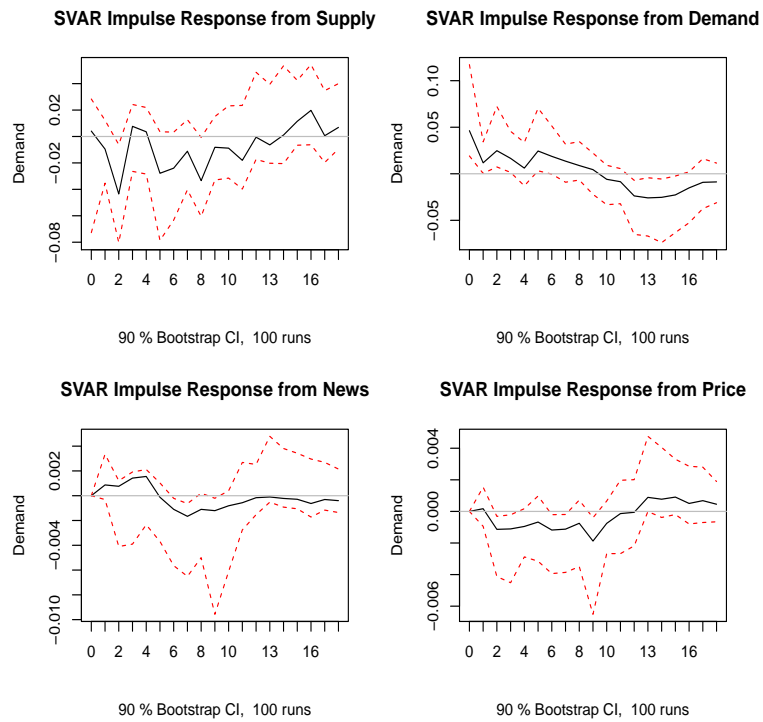 SVAR Impulse Response from Supply
Demand
0.02
−0.02
−0.08
0 2 4 6 8 10 13 16
90 % Bootstrap CI, 100 runs
SVAR Impulse Response from Demand
Demand
0.10
0.05
−0.05
0 2 4 6 8 10 13 16
90 % Bootstrap CI, 100 runs
SVAR Impulse Response from News
Demand
0.002
−0.004
−0.010
0 2 4 6 8 10 13 16
90 % Bootstrap CI, 100 runs
SVAR Impulse Response from Price
Demand
0.004
0.000
−0.006
0 2 4 6 8 10 13 16
90 % Bootstrap CI, 100 runs